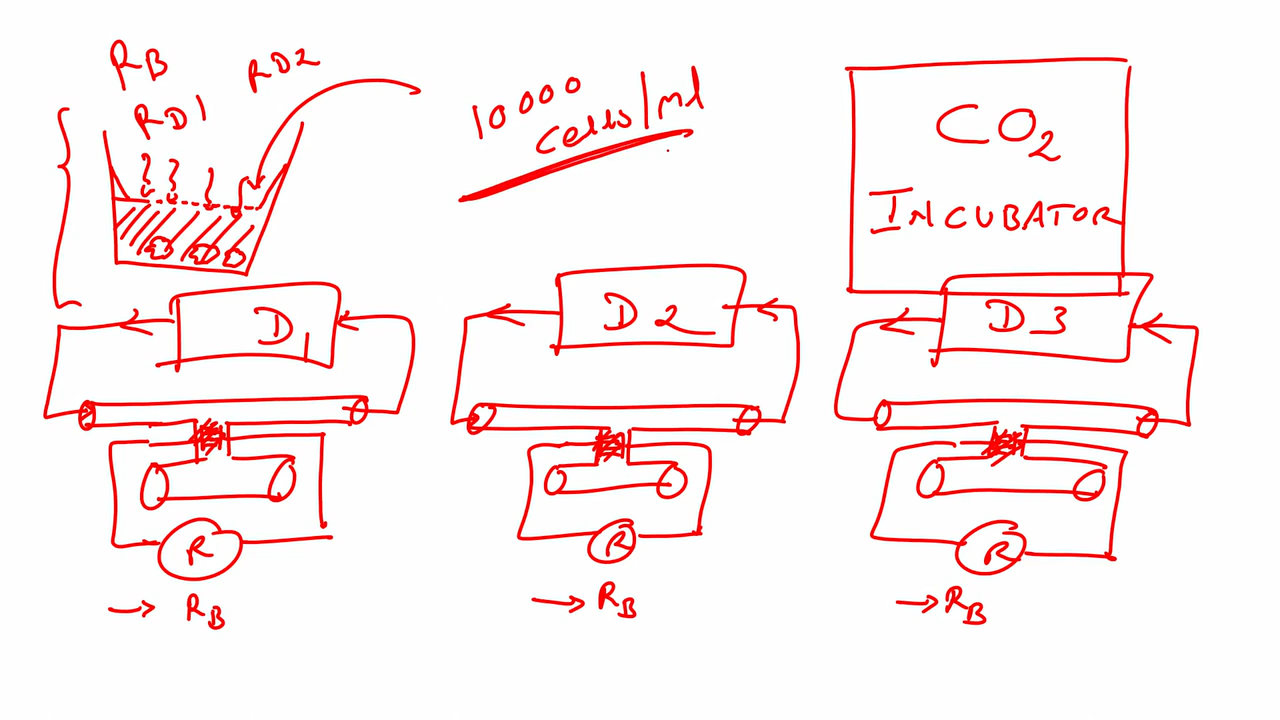 RB
RD1
RD2
10000
Cells/ml
CO2
INCUBATOR
D1
D2
D3
R
R
R
→ RB
→ RB
→ RB